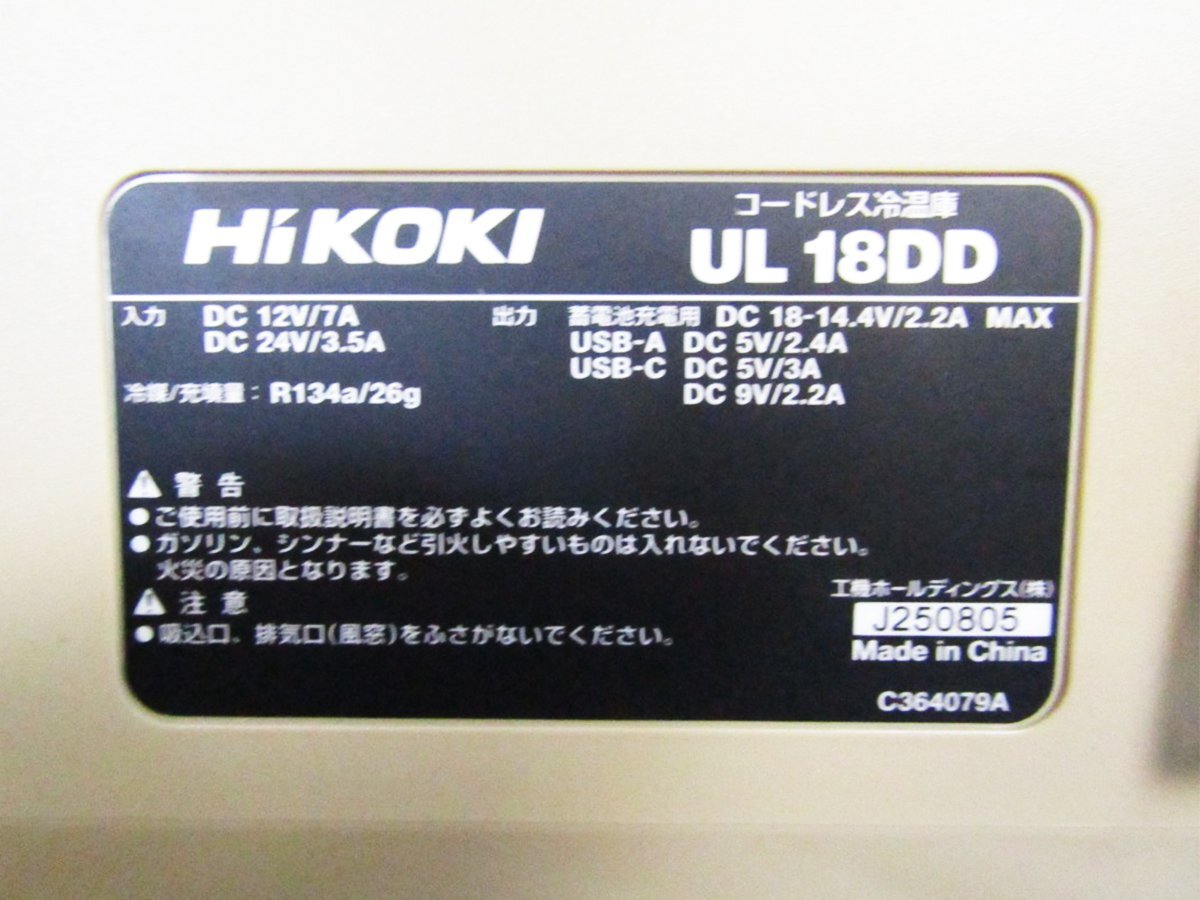 HiKOKI
コードレス冷温庫
UL 18DD
入力 DC 12V/7A
DC 24V/3.5A
出力 蓄電池充電用 DC 18-14.4V/2.2A MAX
USB-A DC 5V/2.4A
USB-C DC 5V/3A
DC 9V/2.2A
冷媒/充填量: R134a/26g
警告
●ご使用前に取扱説明書を必ずよくお読みください。
●ガソリン、シンナーなど引火しやすいものは入れないでください。
火災の原因となります。
注意
●吸込口、排気口(風窓)をふさがないでください。
工機ホールディングス(株)
J250805
Made in China
C364079A